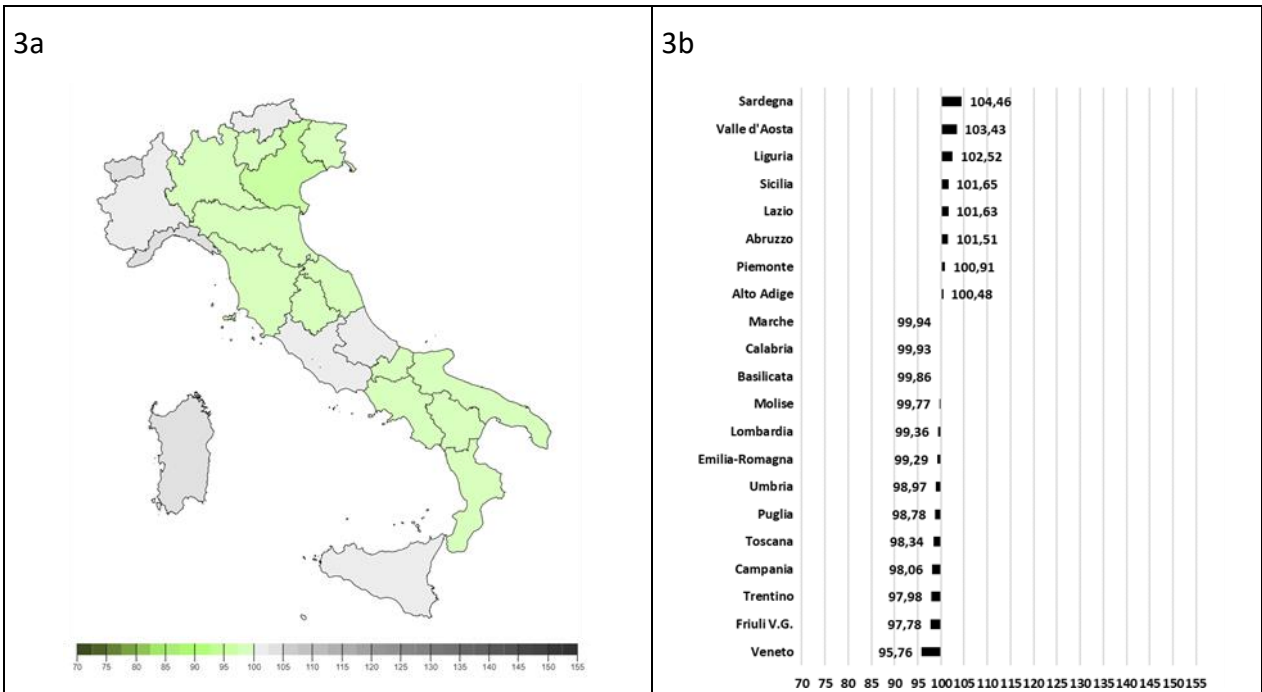 3a
70 75 80 85 90 95 100 105 110 115 120 125 130 135 140 145 150 155
3b
Sardegna 104,46
Valle d'Aosta 103,43
Liguria 102,52
Sicilia 101,65
Lazio 101,63
Abruzzo 101,51
Piemonte 100,91
Alto Adige 100,48
Marche 99,94
Calabria 99,93
Basilicata 99,86
Molise 99,77
Lombardia 99,36
Emilia-Romagna 99,29
Umbria 98,97
Puglia 98,78
Toscana 98,34
Campania 98,06
Trentino 97,98
Friuli V.G. 97,78
Veneto 95,76
70 75 80 85 90 95 100 105 110 115 120 125 130 135 140 145 150 155